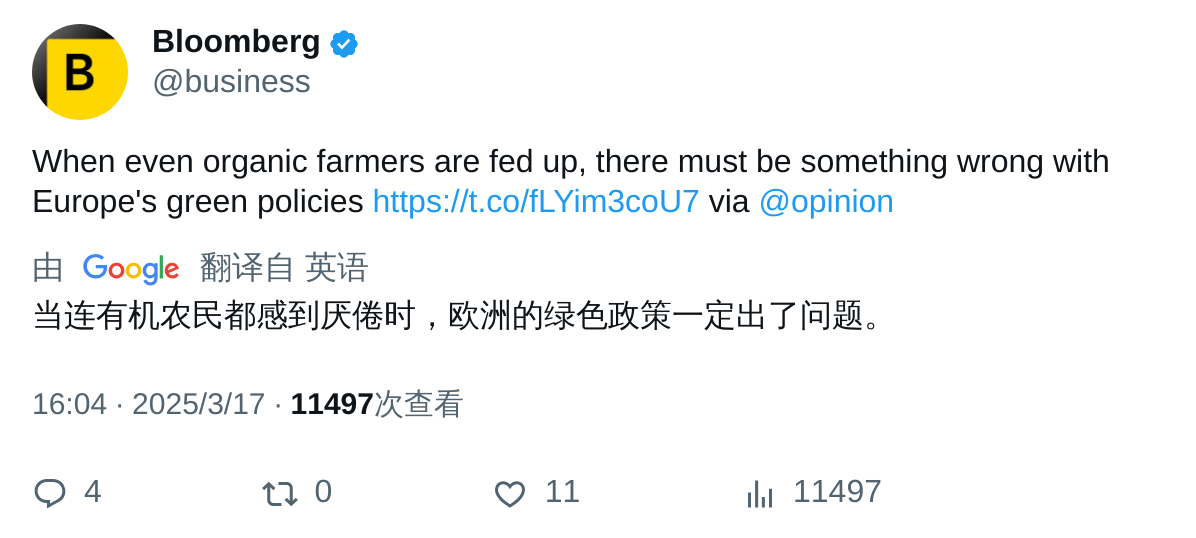 B
Bloomberg
@business
When even organic farmers are fed up, there must be something wrong with
Europe's green policies https://t.co/fLYim3coU7 via @opinion
由 Google 翻译自 英语
当连有机农民都感到厌倦时，欧洲的绿色政策一定出了问题。
16:04 · 2025/3/17 · 11497次查看
4 0 11 11497